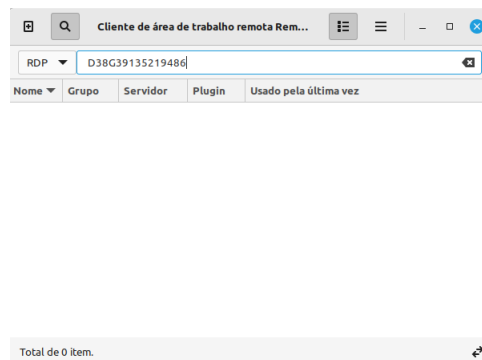 Cliente de área de trabalho remota Rem...
RDP D38G39135219486
Nome Grupo Servidor Plugin Usado pela última vez
Total de 0 item.